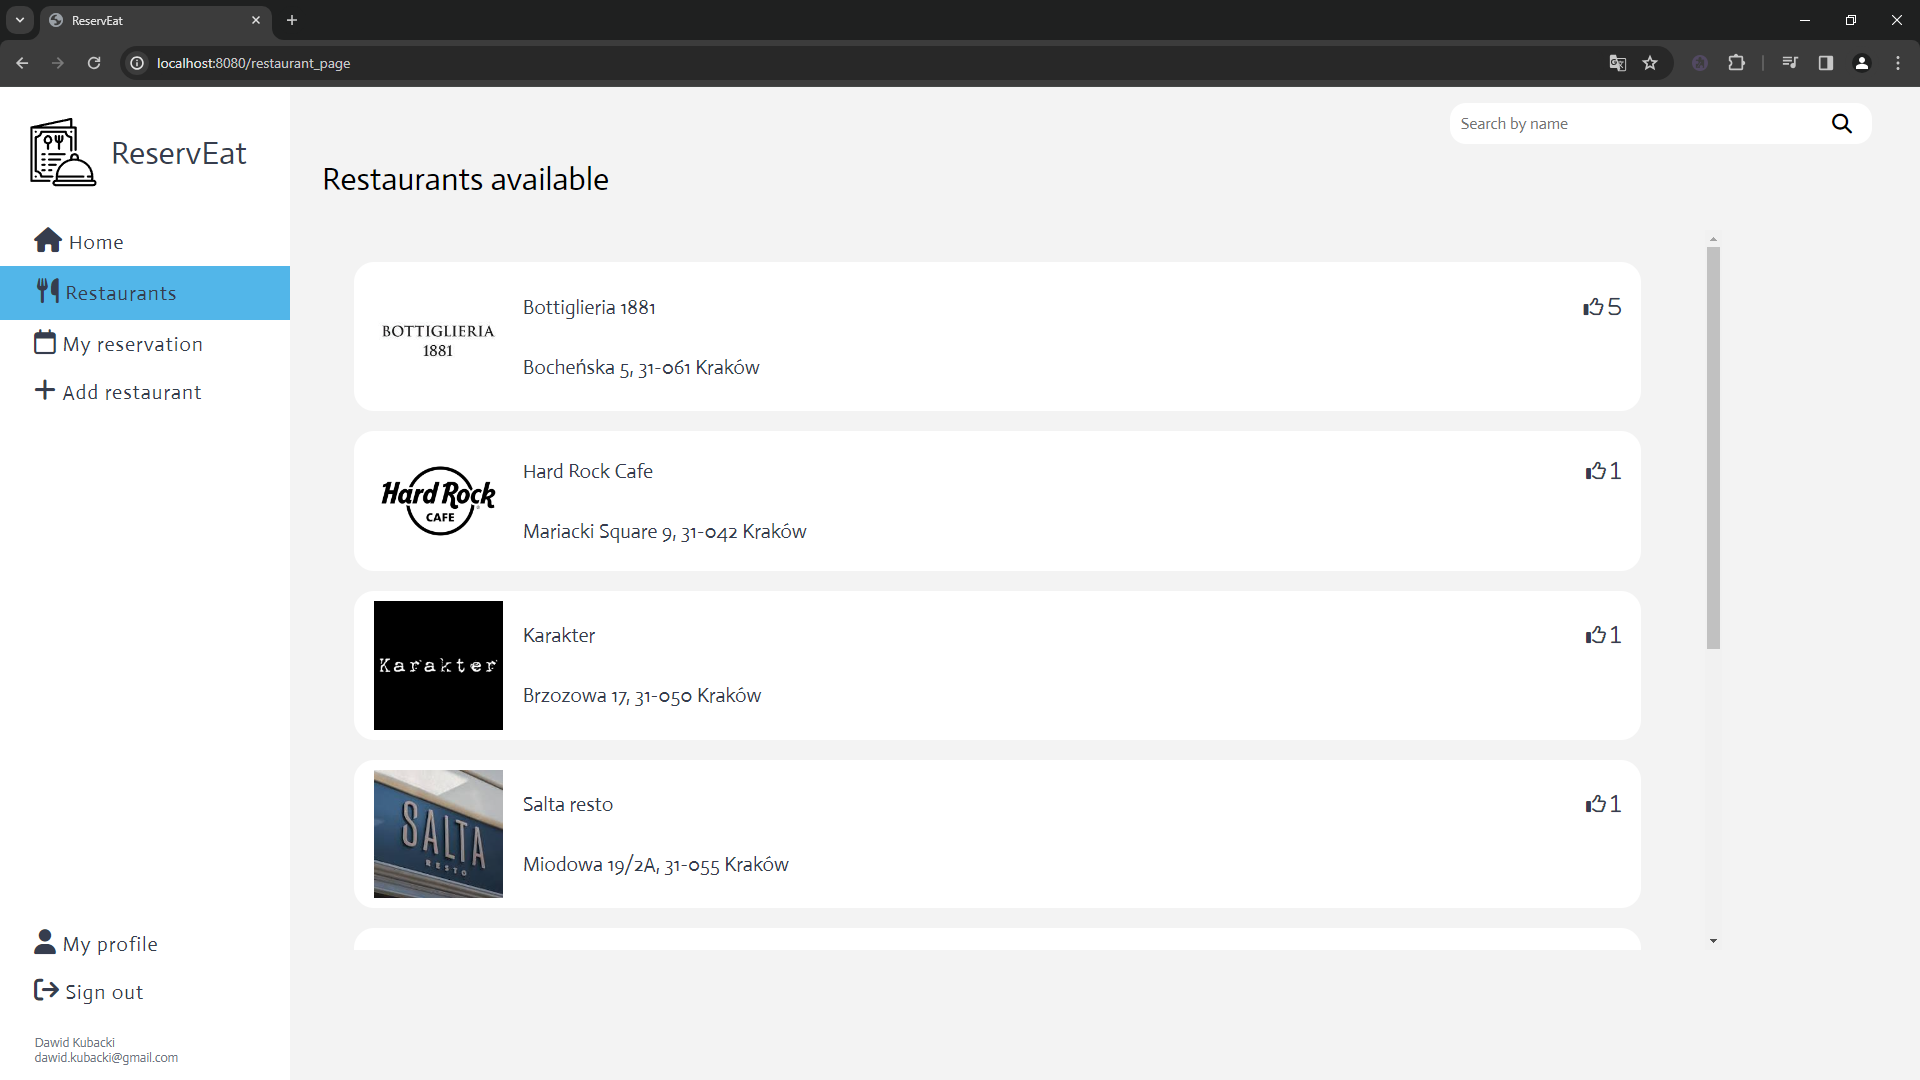 ReservEat
localhost:8080/restaurant_page
ReservEat
Search by name
Restaurants available
Home
Restaurants
My reservation
Add restaurant
BOTTIGLIERIA
1881
Bottiglieria 1881
5
Bocheńska 5, 31-061 Kraków
Hard Rock
CAFE
Hard Rock Cafe
1
Mariacki Square 9, 31-042 Kraków
Karakter
Karakter
1
Brzozowa 17, 31-050 Kraków
SALTA
RESTO
Salta resto
1
Miodowa 19/2A, 31-055 Kraków
My profile
Sign out
Dawid Kubacki
dawid.kubacki@gmail.com